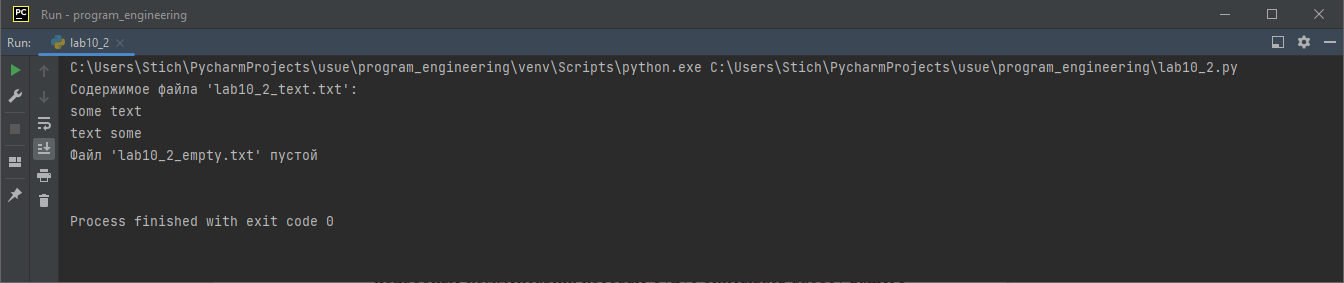 PC Run - program_engineering
Run: lab10_2
C:\Users\Stich\PycharmProjects\usue\program_engineering\venv\Scripts\python.exe C:\Users\Stich\PycharmProjects\usue\program_engineering\lab10_2.py
Содержимое файла 'lab10_2_text.txt':
some text
text some
Файл 'lab10_2_empty.txt' пустой
Process finished with exit code 0